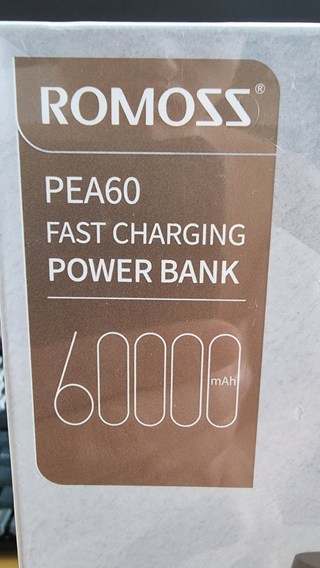 ROMOSS®
PEA60
FAST CHARGING
POWER BANK
60000mAh